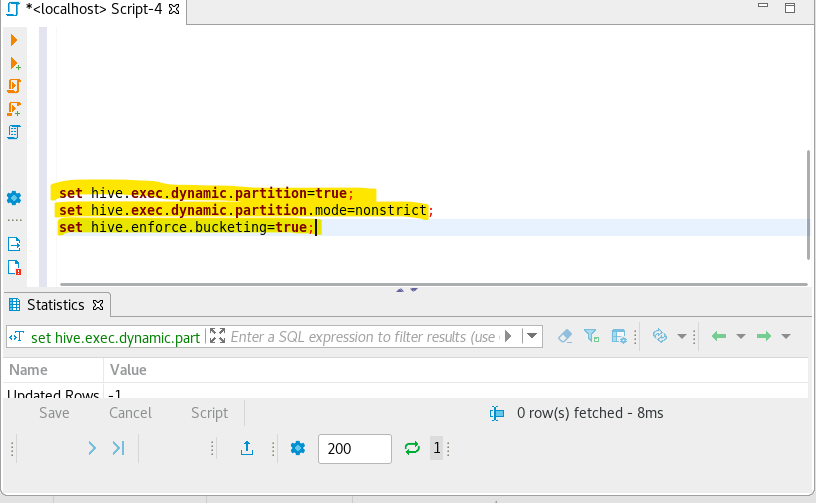 *<localhost> Script-4
set hive.exec.dynamic.partition=true;
set hive.exec.dynamic.partition.mode=nonstrict;
set hive.enforce.bucketing=true;
Statistics
set hive.exec.dynamic.part
Enter a SQL expression to filter results (use
Name Value
Updated Rows -1
Save Cancel Script 0 row(s) fetched - 8ms
200 1